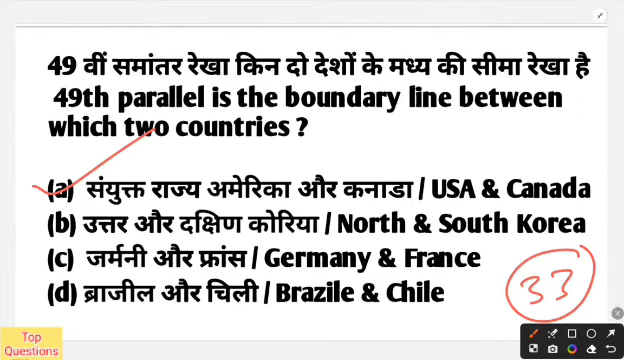 49 वीं समांतर रेखा किन दो देशों के मध्य की सीमा रेखा है
49th parallel is the boundary line between
which two countries ?
(a) संयुक्त राज्य अमेरिका और कनाडा / USA & Canada
(b) उत्तर और दक्षिण कोरिया / North & South Korea
(c) जर्मनी और फ्रांस / Germany & France
(d) ब्राजील और चिली / Brazile & Chile
33
Top
Questions